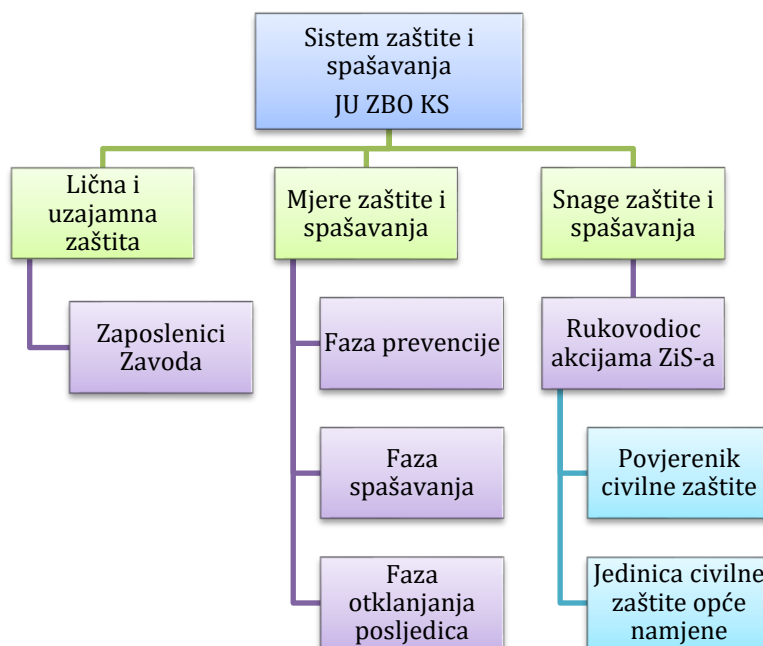 Sistem zaštite i
spašavanja
JU ZBO KS
Lična i
uzajamna
zaštita
Zaposlenici
Zavoda
Mjere zaštite i
spašavanja
Faza prevencije
Faza
spašavanja
Faza
otklanjanja
posljedica
Snage zaštite i
spašavanja
Rukovodioc
akcijama ZiS-a
Povjerenik
civilne zaštite
Jedinica civilne
zaštite opće
namjene